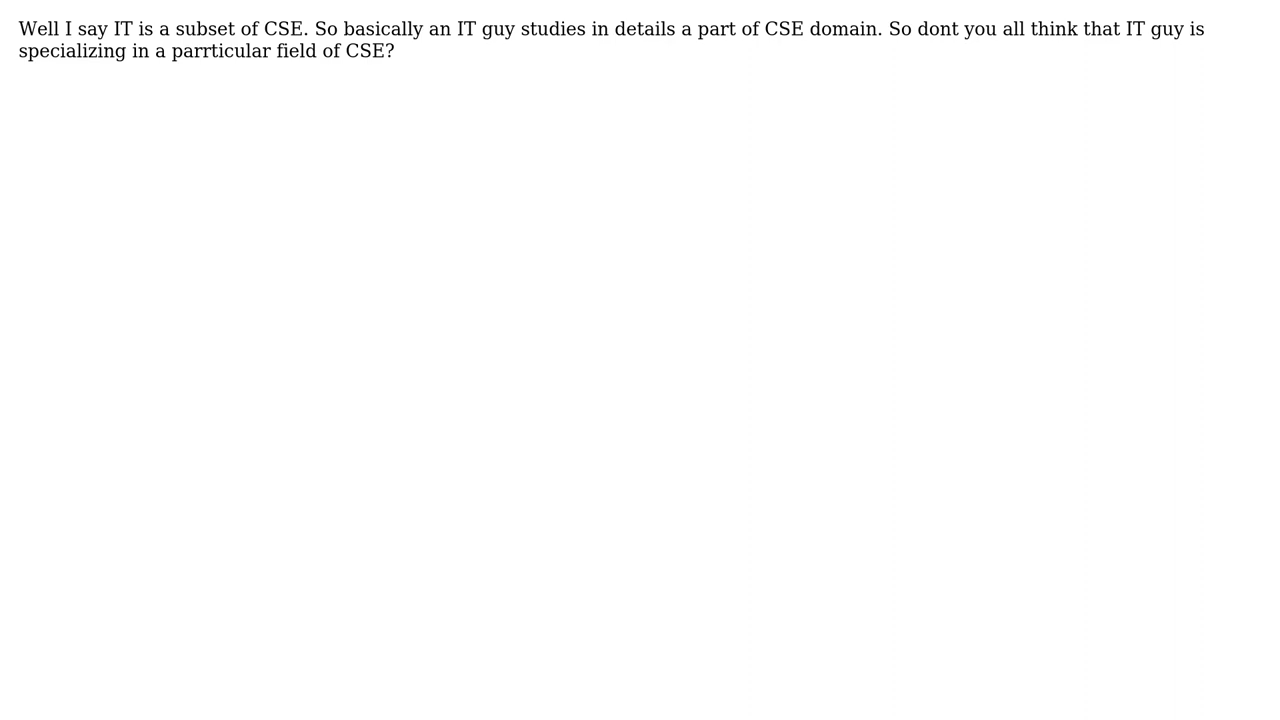 Well I say IT is a subset of CSE. So basically an IT guy studies in details a part of CSE domain. So dont you all think that IT guy is
specializing in a parrticular field of CSE?